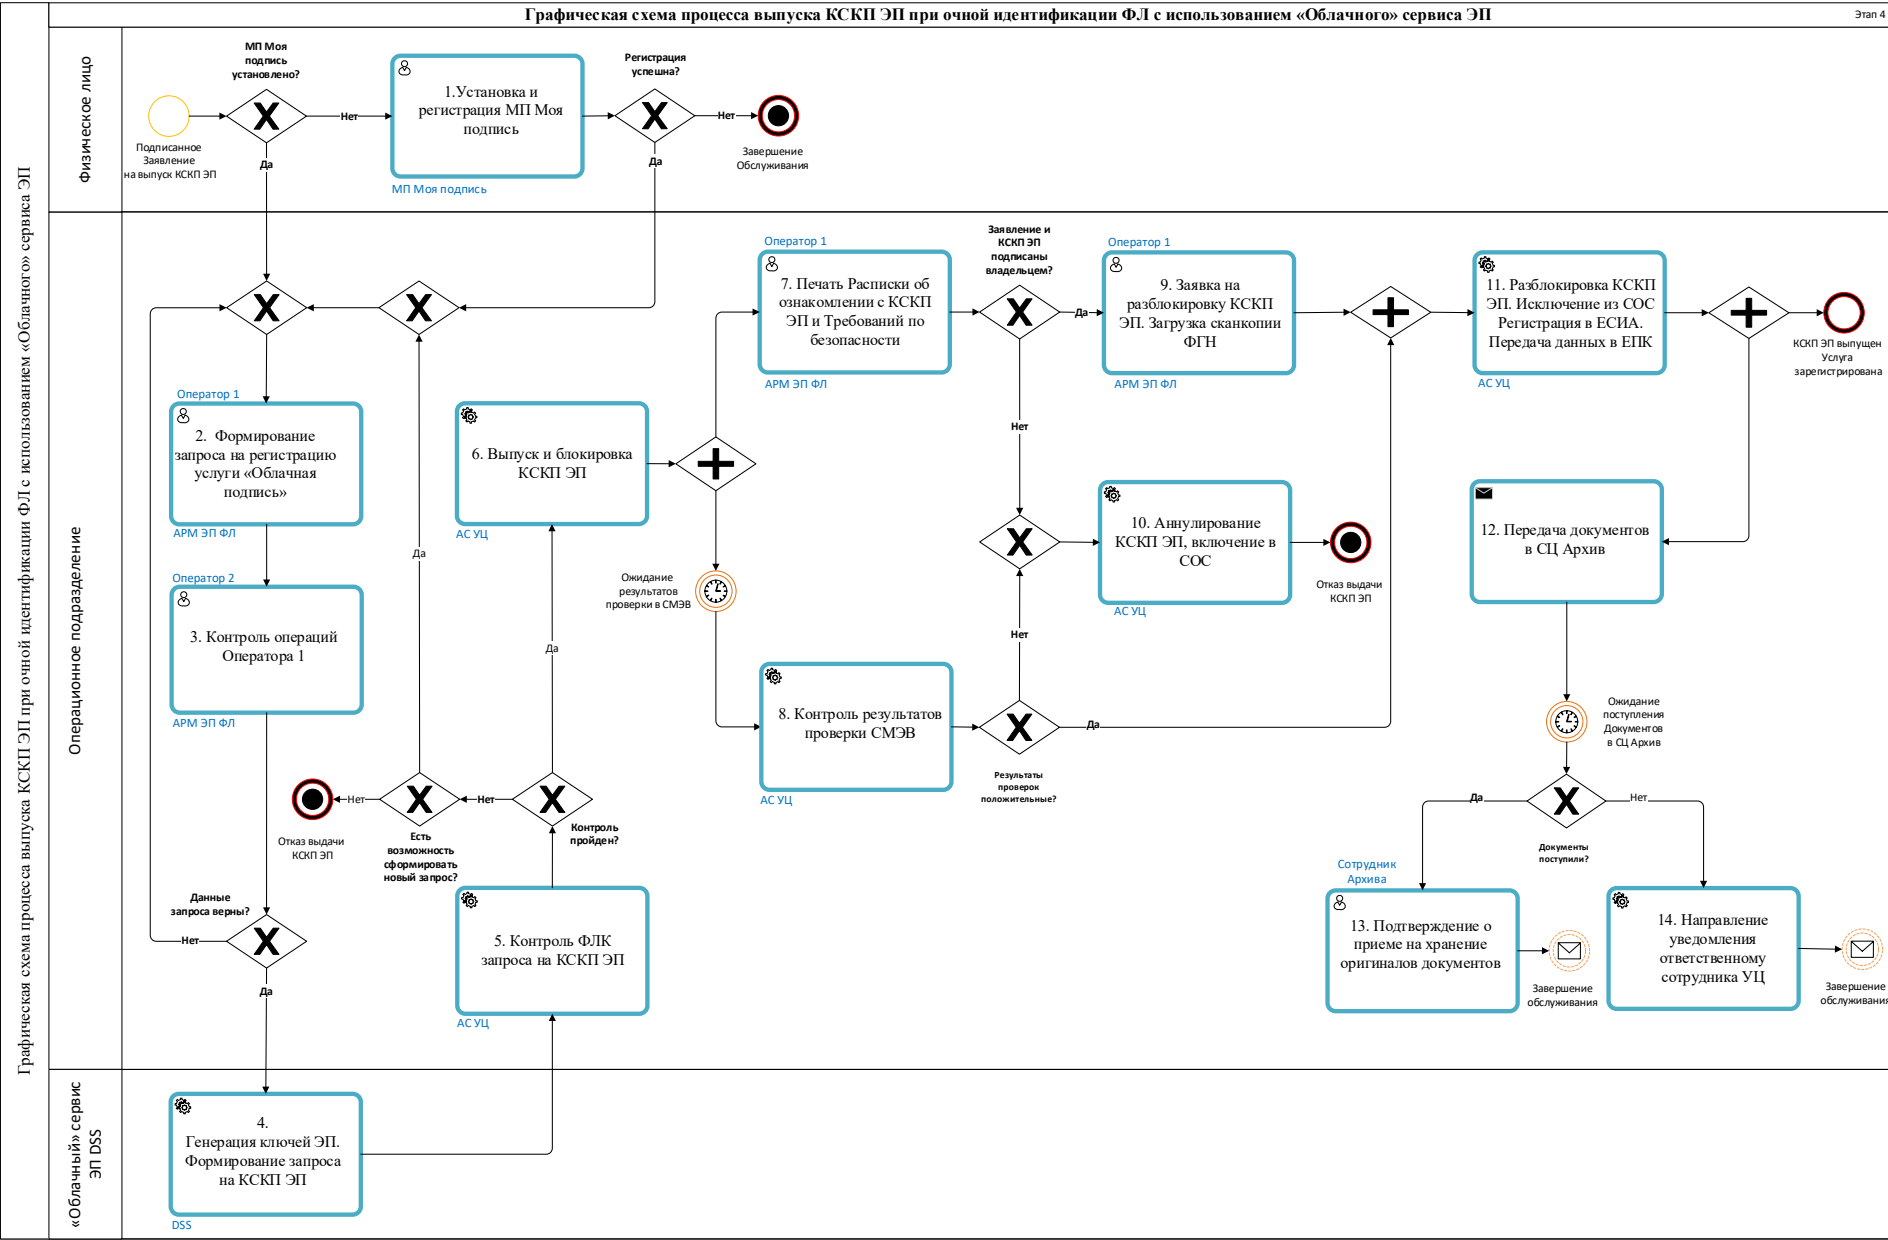 Графическая схема процесса выпуска КСКП ЭП при очной идентификации ФЛ с использованием «Облачного» сервиса ЭП
Этап 4
Графическая схема процесса выпуска КСКП ЭП при очной идентификации ФЛ с использованием «Облачного» сервиса ЭП
Физическое лицо
МП Моя
подпись
установлено?
Подписанное
Заявление
на выпуск КСКП ЭП
Нет
Да
1.Установка и
регистрация МП Моя
подпись
МП Моя подпись
Регистрация
успешна?
Нет
Да
Завершение
Обслуживания
Операционное подразделение
Оператор 1
2. Формирование
запроса на регистрацию
услуги «Облачная
подпись»
АРМ ЭП ФЛ
Оператор 2
3. Контроль операций
Оператора 1
АРМ ЭП ФЛ
Данные
запроса верны?
Нет
Да
Отказ выдачи
КСКП ЭП
Нет
Есть
возможность
сформировать
новый запрос?
Да
Нет
Контроль
пройден?
Да
5. Контроль ФЛК
запроса на КСКП ЭП
АС УЦ
6. Выпуск и блокировка
КСКП ЭП
АС УЦ
Ожидание
результатов
проверки в СМЭВ
Оператор 1
7. Печать Расписки об
ознакомлении с КСКП
ЭП и Требований по
безопасности
АРМ ЭП ФЛ
8. Контроль результатов
проверки СМЭВ
АС УЦ
Заявление и
КСКП ЭП
подписаны
владельцем?
Да
Нет
Нет
Да
Результаты
проверок
положительные?
Оператор 1
9. Заявка на
разблокировку КСКП
ЭП. Загрузка сканкопии
ФГН
АРМ ЭП ФЛ
10. Аннулирование
КСКП ЭП, включение в
СОС
АС УЦ
Отказ выдачи
КСКП ЭП
11. Разблокировка КСКП
ЭП. Исключение из СОС
Регистрация в ЕСИА.
Передача данных в ЕПК
АС УЦ
КСКП ЭП выпущен
Услуга
зарегистрирована
12. Передача документов
в СЦ Архив
Ожидание
поступления
Документов
в СЦ Архив
Да
Нет
Документы
поступили?
Сотрудник
Архива
13. Подтверждение о
приеме на хранение
оригиналов документов
Завершение
обслуживания
14. Направление
уведомления
ответственному
сотрудника УЦ
Завершение
обслуживания
«Облачный» сервис
ЭП DSS
4.
Генерация ключей ЭП.
Формирование запроса
на КСКП ЭП
DSS